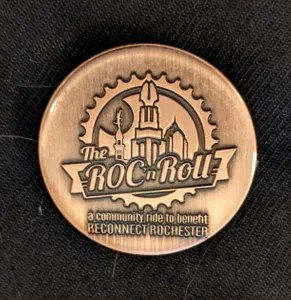 The
ROC'n'Roll
a community ride to benefit
RECONNECT ROCHESTER